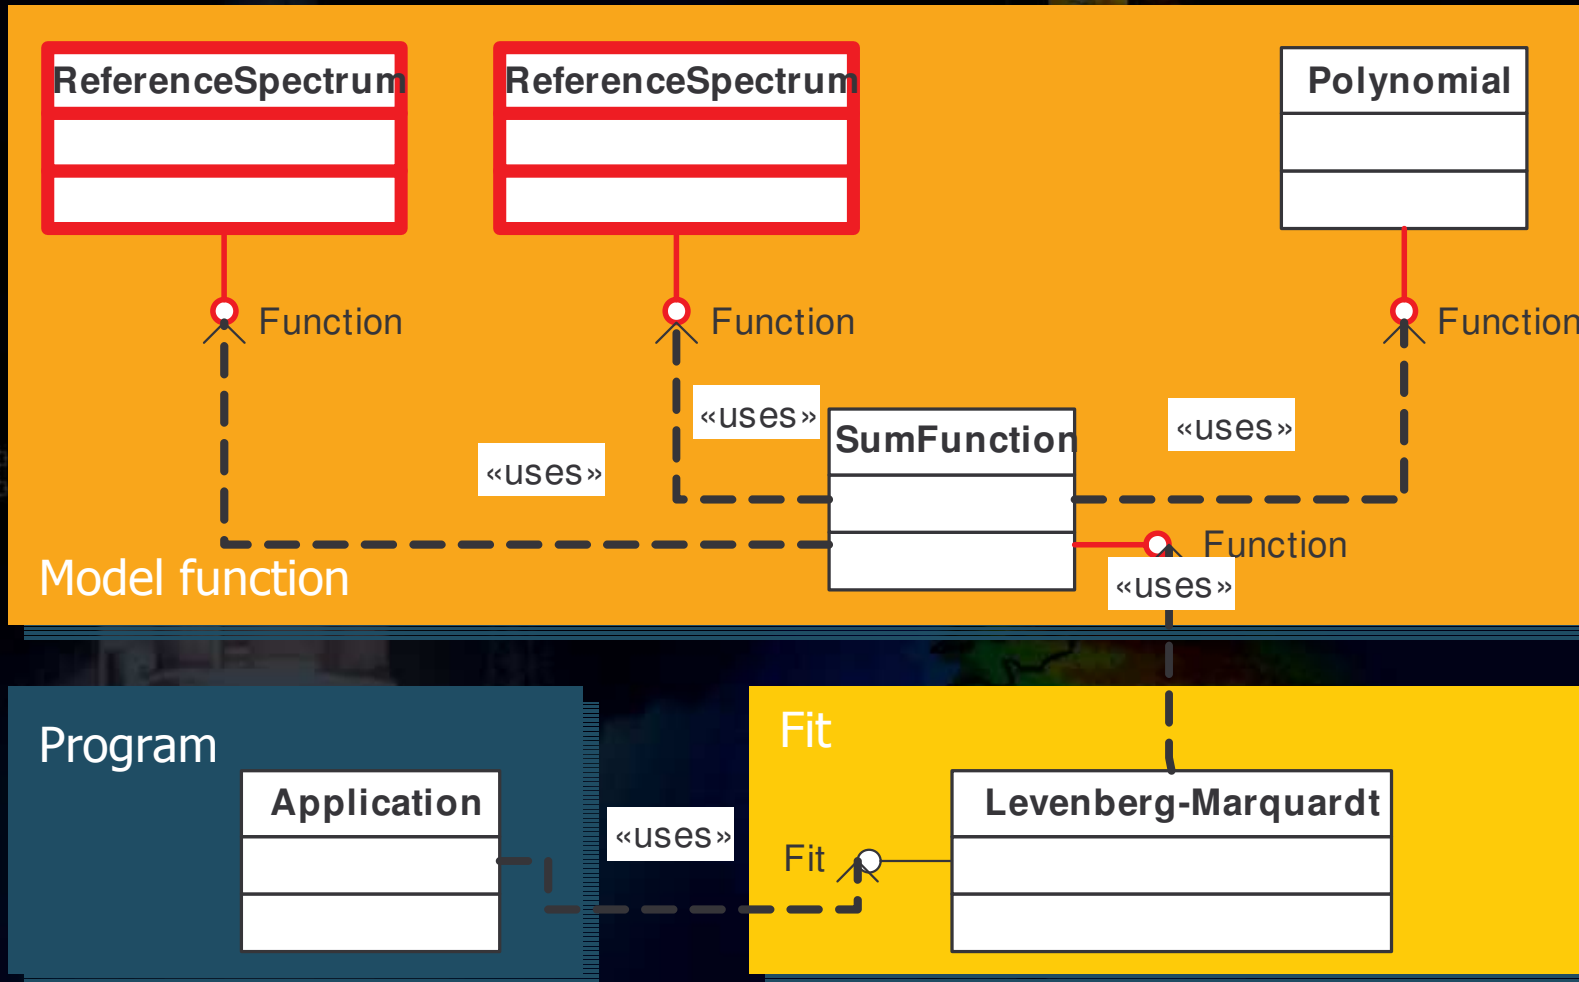 ReferenceSpectrum
ReferenceSpectrum
Polynomial
Function
Function
Function
«uses»
«uses»
«uses»
SumFunction
Function
«uses»
Model function
Program
Fit
Application
«uses»
Fit
Levenberg-Marquardt